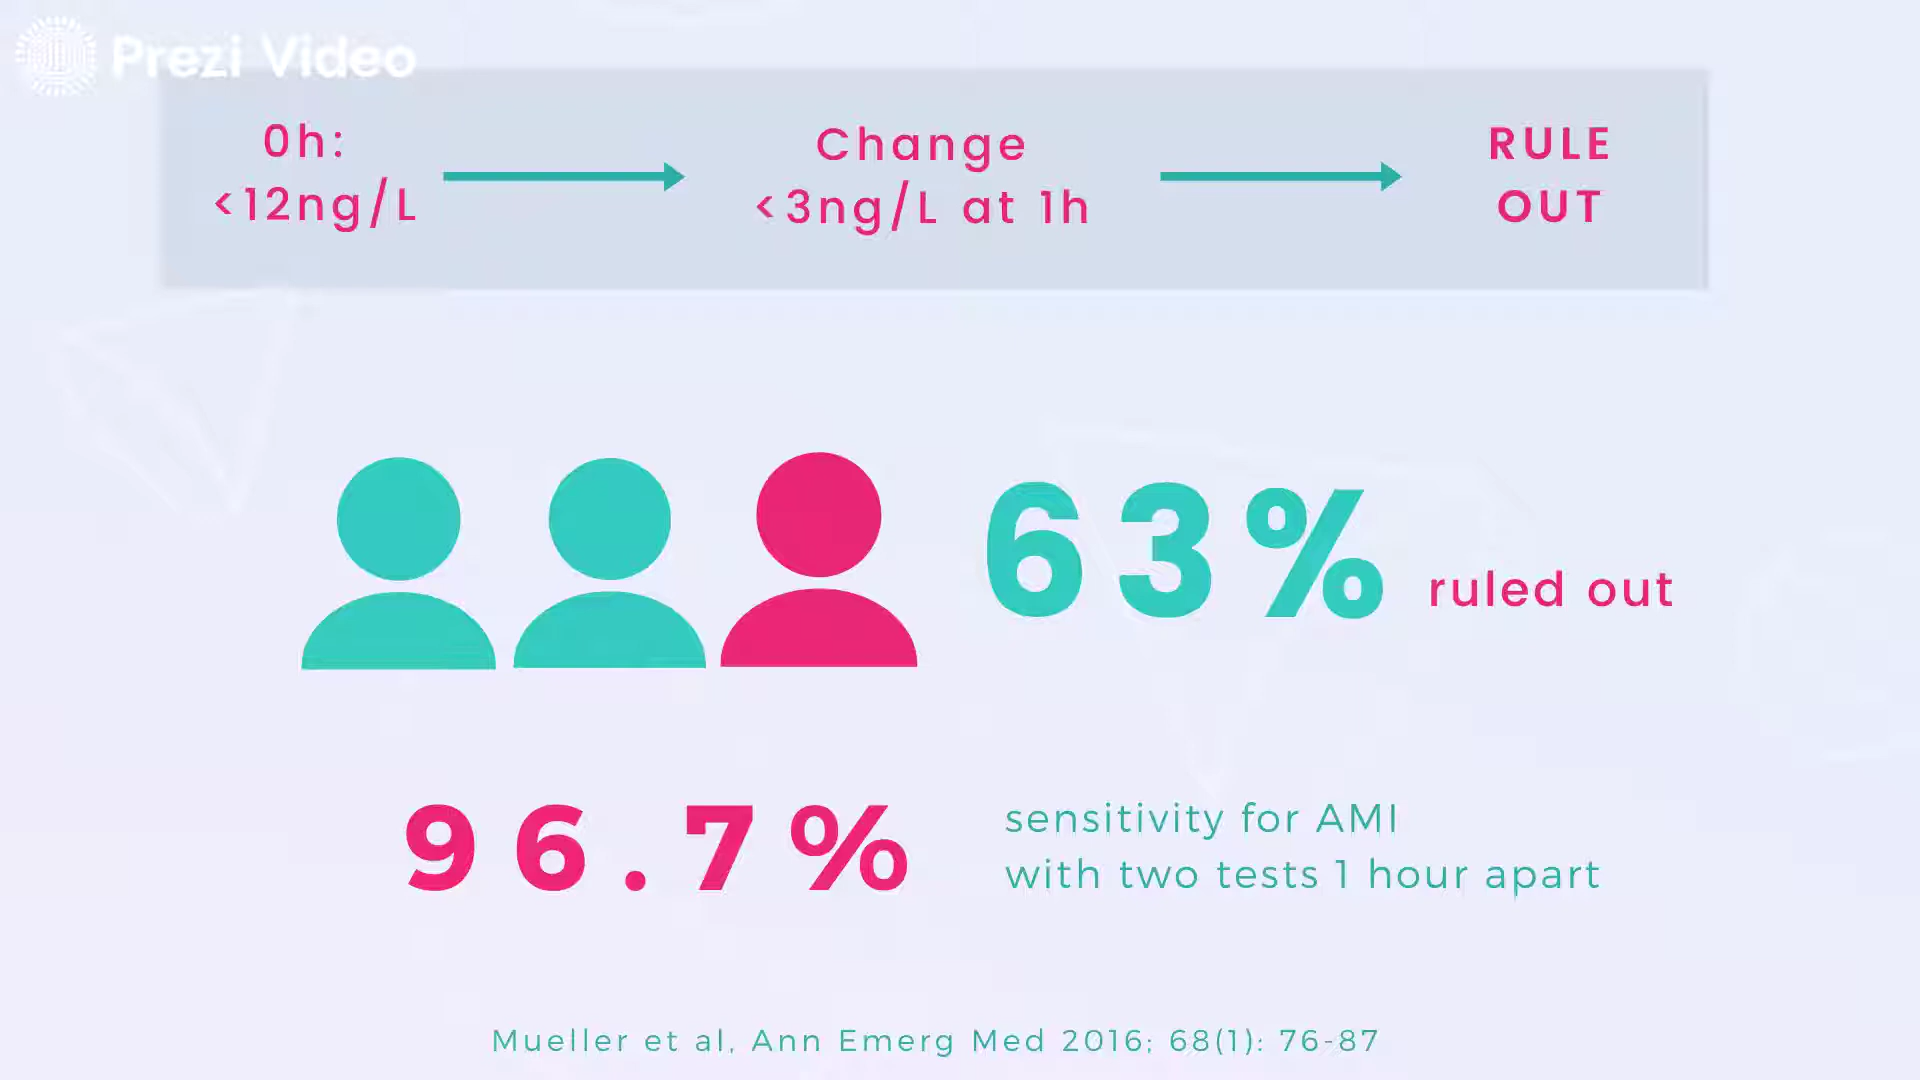 Prezi Video
0h:
<12ng/L
Change
<3ng/L at 1h
RULE
OUT
63% ruled out
96.7%
sensitivity for AMI
with two tests 1 hour apart
Mueller et al, Ann Emerg Med 2016; 68(1): 76-87